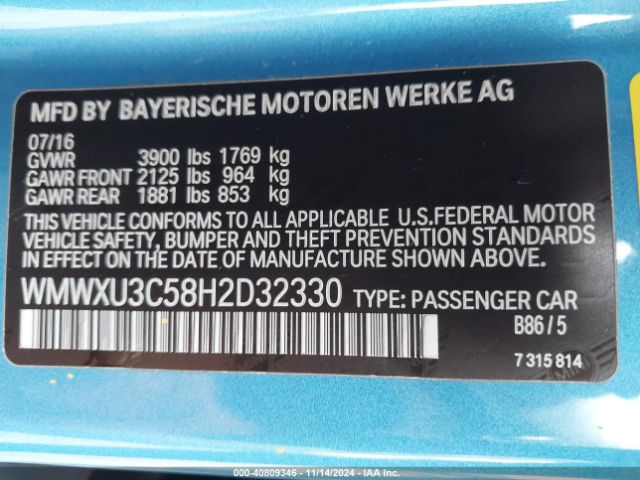 MFD BY BAYERISCHE MOTOREN WERKE AG
07/16
GVWR 3900 lbs 1769 kg
GAWR FRONT 2125 lbs 964 kg
GAWR REAR 1881 lbs 853 kg
THIS VEHICLE CONFORMS TO ALL APPLICABLE U.S.FEDERAL MOTOR
VEHICLE SAFETY, BUMPER AND THEFT PREVENTION STANDARDS
IN EFFECT ON THE DATE OF MANUFACTURE SHOWN ABOVE.
WMWXU3C58H2D32330 TYPE: PASSENGER CAR
B86/5
7 315 814
MINI
000-40809346 - 11/14/2024 - IAA Inc.